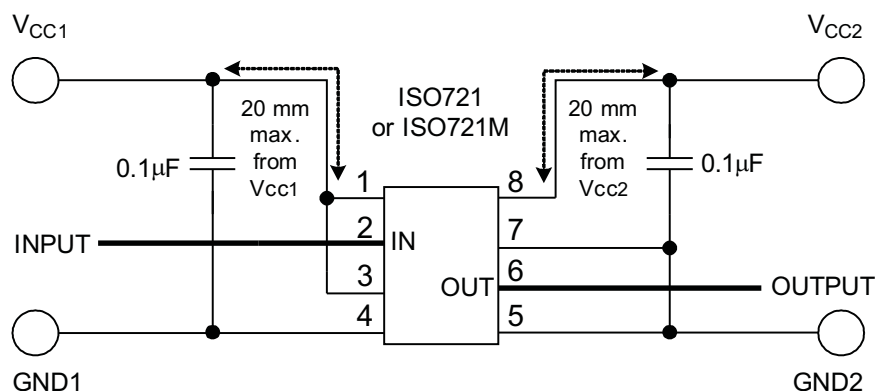 VCC1
VCC2
ISO721
or ISO721M
20 mm
max.
from
Vcc1
20 mm
max.
from
Vcc2
0.1µF
0.1µF
1
8
INPUT
2
IN
7
3
OUT
6
OUTPUT
4
5
GND1
GND2